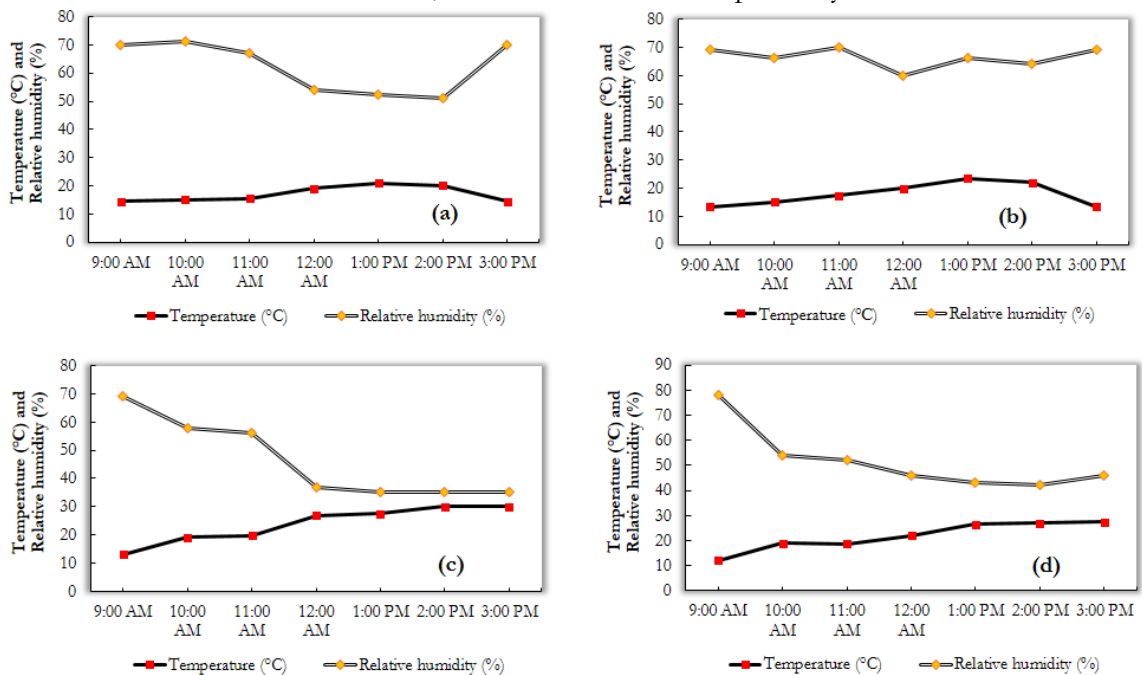 80
70
60
50
40
30
20
10
0
Temperature (°C) and
Relative humidity (%)
(a)
9:00 AM 10:00 AM 11:00 AM 12:00 AM 1:00 PM 2:00 PM 3:00 PM
Temperature (°C) Relative humidity (%)
80
70
60
50
40
30
20
10
0
Temperature (°C) and
Relative humidity (%)
(b)
9:00 AM 10:00 AM 11:00 AM 12:00 AM 1:00 PM 2:00 PM 3:00 PM
Temperature (°C) Relative humidity (%)
80
70
60
50
40
30
20
10
0
Temperature (°C) and
Relative humidity (%)
(c)
9:00 AM 10:00 AM 11:00 AM 12:00 AM 1:00 PM 2:00 PM 3:00 PM
Temperature (°C) Relative humidity (%)
90
80
70
60
50
40
30
20
10
0
Temperature (°C) and
Relative humidity (%)
(d)
9:00 AM 10:00 AM 11:00 AM 12:00 AM 1:00 PM 2:00 PM 3:00 PM
Temperature (°C) Relative humidity (%)